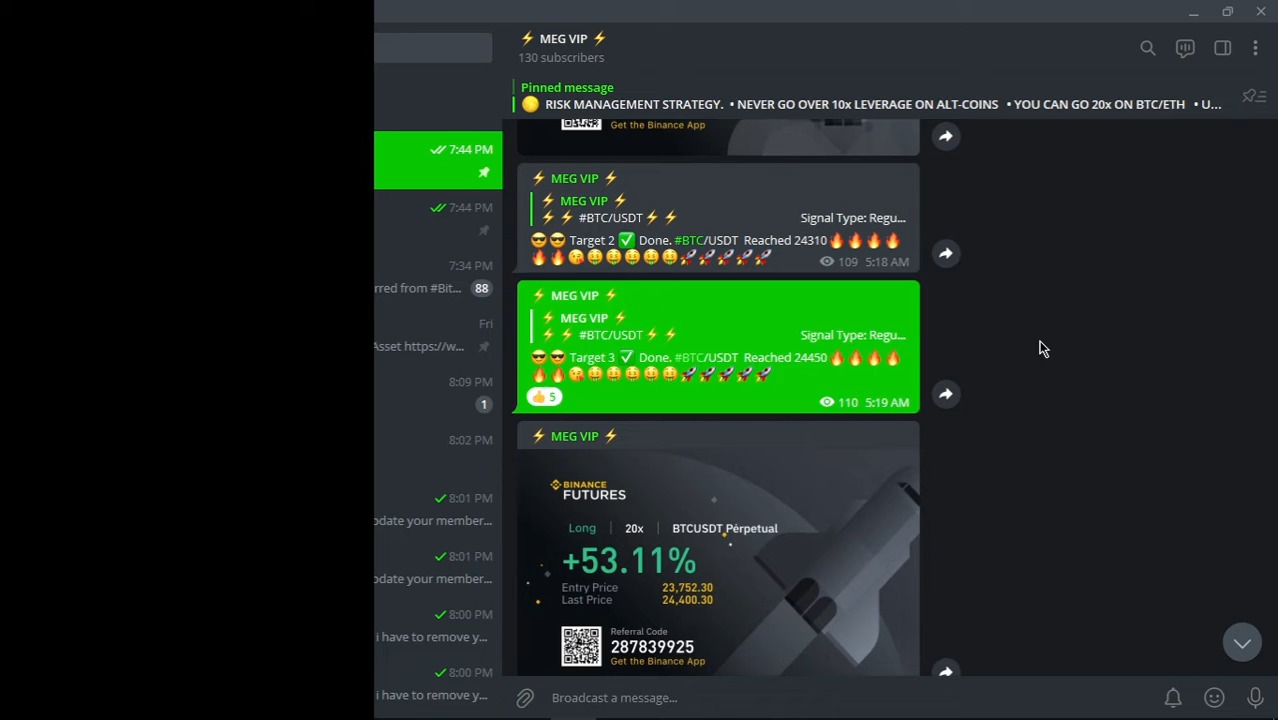 ⚡ MEG VIP ⚡
130 subscribers
Pinned message
🟡 RISK MANAGEMENT STRATEGY. • NEVER GO OVER 10x LEVERAGE ON ALT-COINS • YOU CAN GO 20x ON BTC/ETH • U...
7:44 PM
7:44 PM
7:34 PM
rred from #Bit... 88
Fri
Asset https://w...
8:09 PM
1
8:02 PM
8:01 PM
pdate your member...
8:01 PM
pdate your member...
8:00 PM
i have to remove y...
8:00 PM
i have to remove y...
Get the Binance App
⚡ MEG VIP ⚡
⚡ MEG VIP ⚡
⚡ ⚡ #BTC/USDT ⚡ ⚡ Signal Type: Regu...
😎😎 Target 2 ✅ Done. #BTC/USDT Reached 24310🔥🔥🔥🔥
🔥🔥😘🤑🤑🤑🤑🤑🚀🚀🚀🚀🚀 109 5:18 AM
⚡ MEG VIP ⚡
⚡ MEG VIP ⚡
⚡ ⚡ #BTC/USDT ⚡ ⚡ Signal Type: Regu...
😎😎 Target 3 ✅ Done. #BTC/USDT Reached 24450🔥🔥🔥🔥
🔥🔥😘🤑🤑🤑🤑🤑🚀🚀🚀🚀🚀
👍 5 110 5:19 AM
⚡ MEG VIP ⚡
BINANCE
FUTURES
Long | 20x | BTCUSDT Perpetual
+53.11%
Entry Price 23,752.30
Last Price 24,400.30
Referral Code
287839925
Get the Binance App
Broadcast a message...